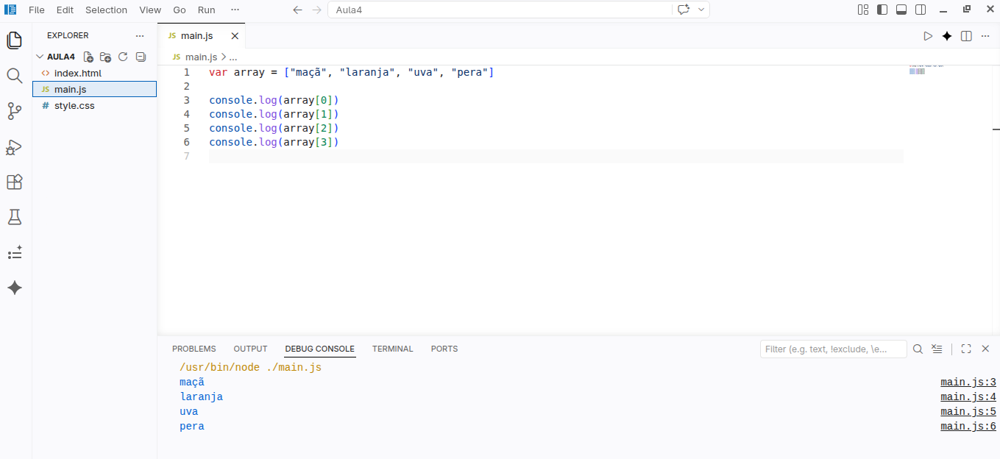 File Edit Selection View Go Run ··· Aula4
EXPLORER ···
AULA4
<> index.html
JS main.js
# style.css
JS main.js
JS main.js > ...
1 var array = ["maçã", "laranja", "uva", "pera"]
2
3 console.log(array[0])
4 console.log(array[1])
5 console.log(array[2])
6 console.log(array[3])
7
PROBLEMS OUTPUT DEBUG CONSOLE TERMINAL PORTS Filter (e.g. text, !exclude, \e...
/usr/bin/node ./main.js
maçã main.js:3
laranja main.js:4
uva main.js:5
pera main.js:6